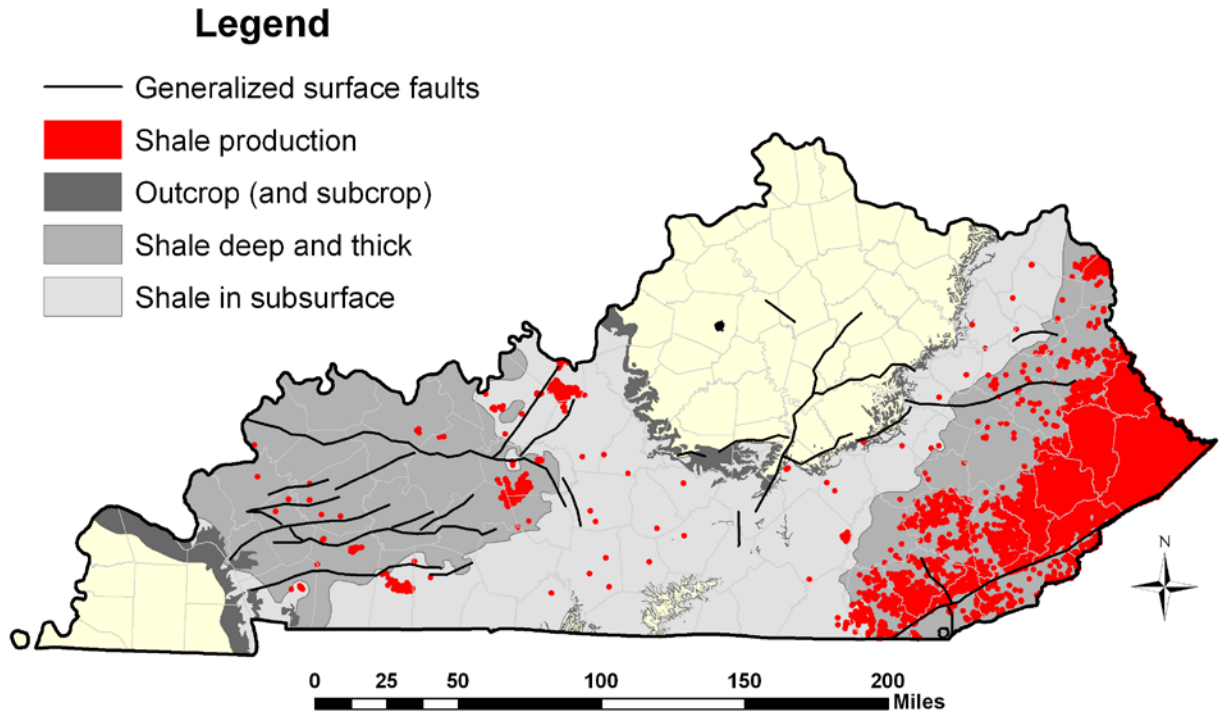 Legend
Generalized surface faults
Shale production
Outcrop (and subcrop)
Shale deep and thick
Shale in subsurface
N
0 25 50 100 150 200
Miles